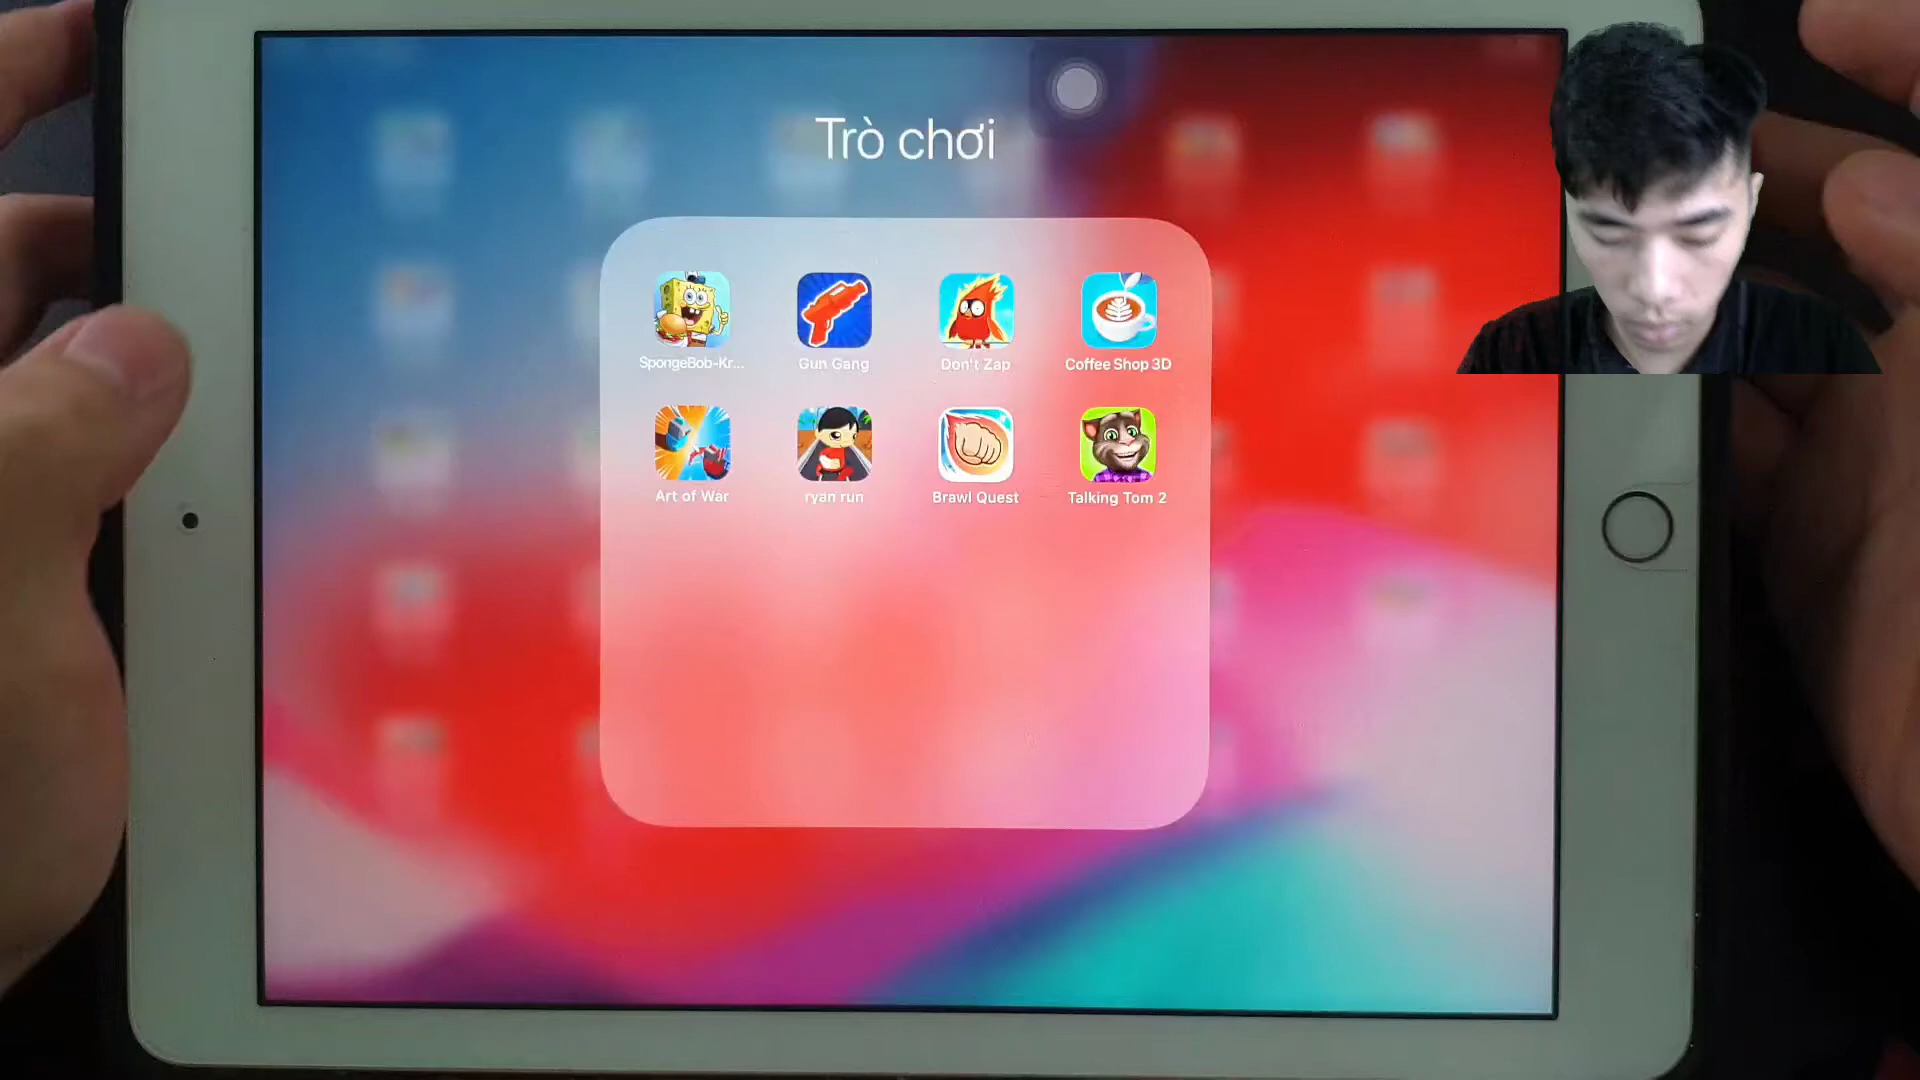 Trò chơi
SpongeBob-Kr...
Gun Gang
Don't Zap
Coffee Shop 3D
Art of War
ryan run
Brawl Quest
Talking Tom 2